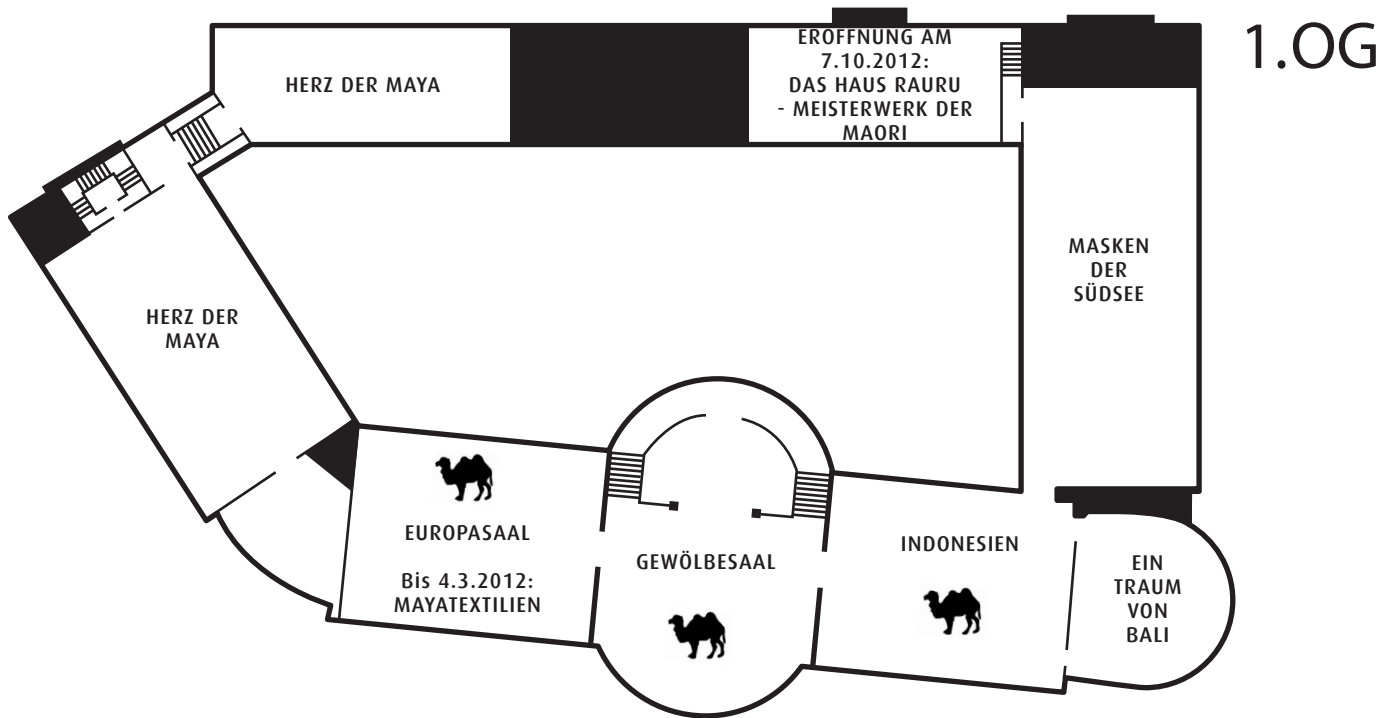 1.OG
HERZ DER MAYA
ERÖFFNUNG AM
7.10.2012:
DAS HAUS RAURU
- MEISTERWERK DER
MAORI
MASKEN
DER
SÜDSEE
HERZ DER
MAYA
EUROPASAAL
Bis 4.3.2012:
MAYATEXTILIEN
GEWÖLBESAAL
INDONESIEN
EIN
TRAUM
VON
BALI